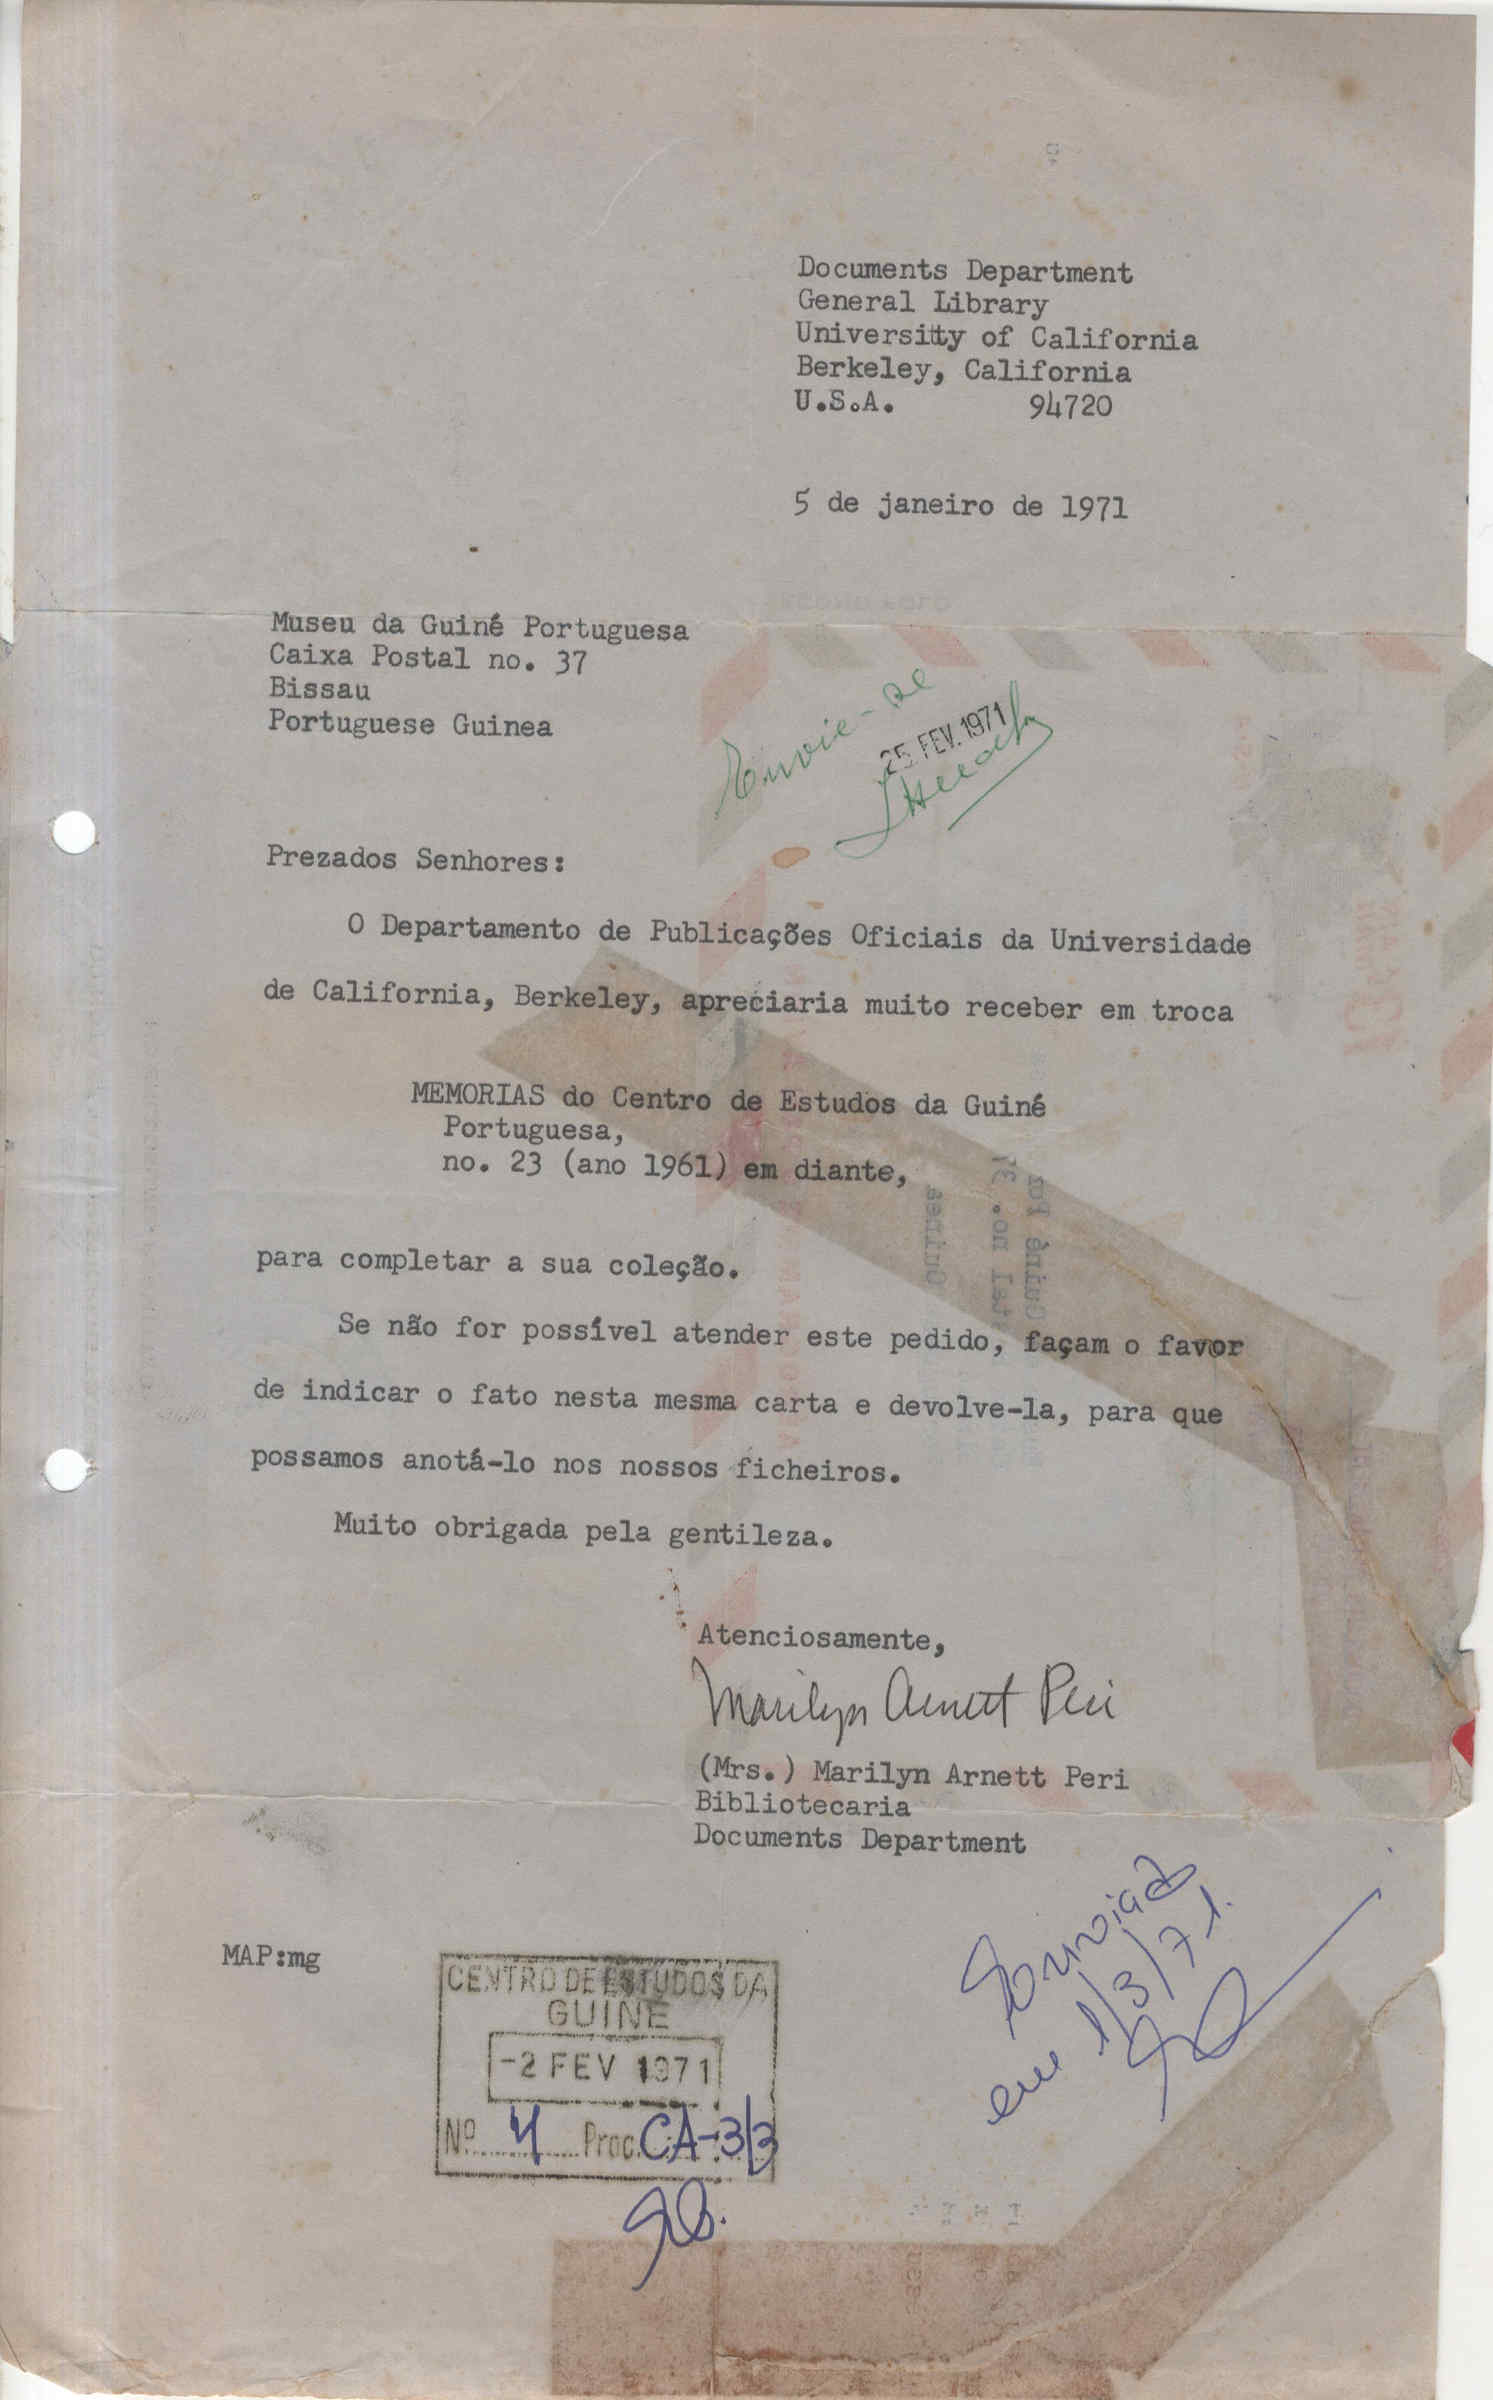 Documents Department
General Library
University of California
Berkeley, California
U.S.A. 94720
5 de janeiro de 1971
Museu da Guiné Portuguesa
Caixa Postal no. 37
Bissau
Portuguese Guinea
Envie-se
25 FEV. 1971
Prezados Senhores:
O Departamento de Publicações Oficiais da Universidade
de California, Berkeley, apreciaria muito receber em troca
MEMORIAS do Centro de Estudos da Guiné
Portuguesa,
no. 23 (ano 1961) em diante,
para completar a sua coleção.
Se não for possível atender este pedido, façam o favor
de indicar o fato nesta mesma carta e devolve-la, para que
possamos anotá-lo nos nossos ficheiros.
Muito obrigada pela gentileza.
Atenciosamente,
Marilyn Arnett Peri
(Mrs.) Marilyn Arnett Peri
Bibliotecaria
Documents Department
MAP:mg
CENTRO DE ESTUDOS DA
GUINÉ
-2 FEV 1971
Nº 4 Proc. CA-3/3
em 1/3/71.